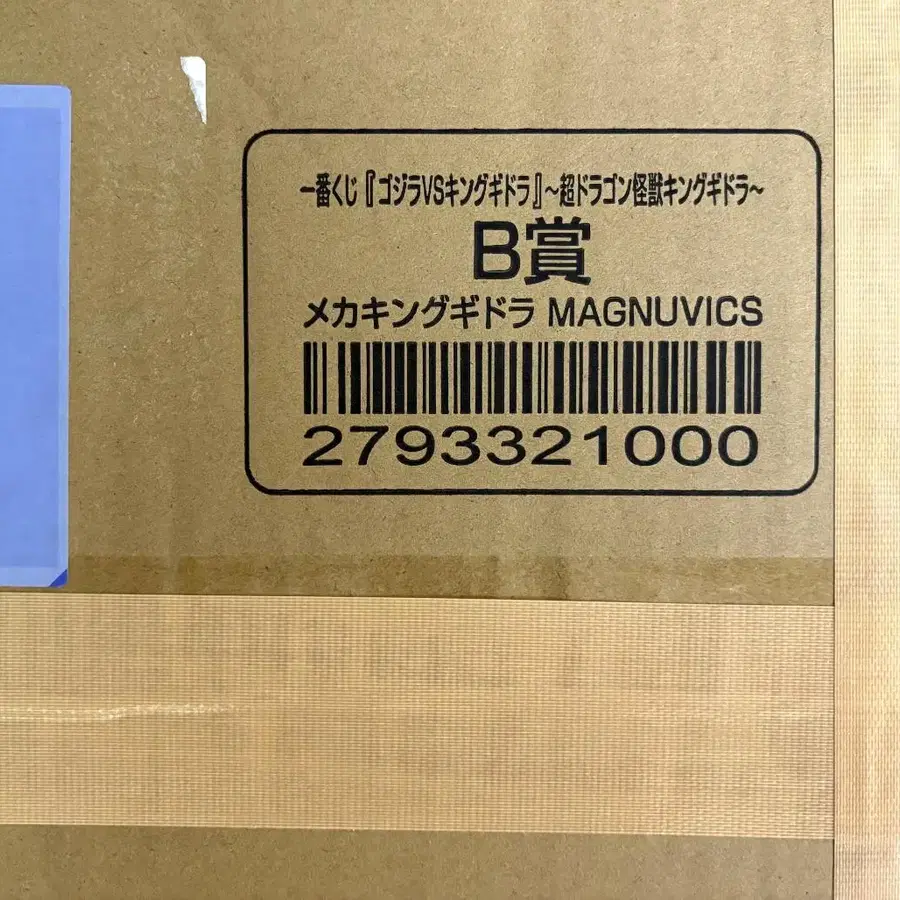 一番くじ『ゴジラVSキングギドラ』～超ドラゴン怪獣キングギドラ～
B賞
メカキングギドラ MAGNUVICS
2793321000